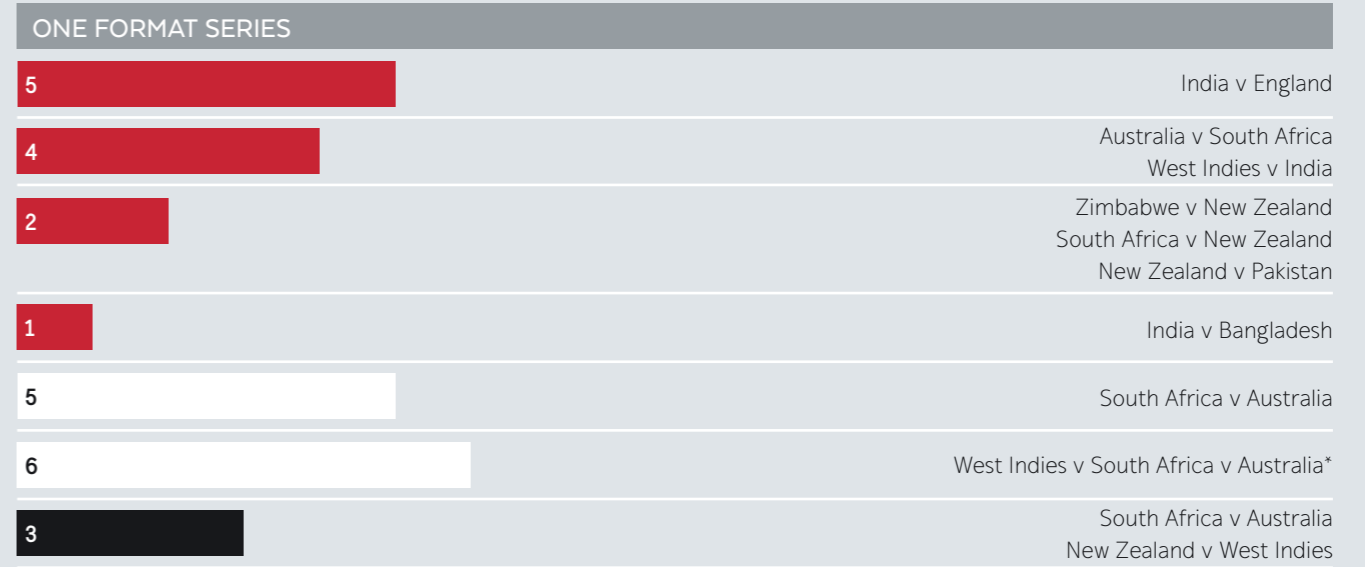 ONE FORMAT SERIES
5 India v England
4 Australia v South Africa
West Indies v India
2 Zimbabwe v New Zealand
South Africa v New Zealand
New Zealand v Pakistan
1 India v Bangladesh
5 South Africa v Australia
6 West Indies v South Africa v Australia*
3 South Africa v Australia
New Zealand v West Indies